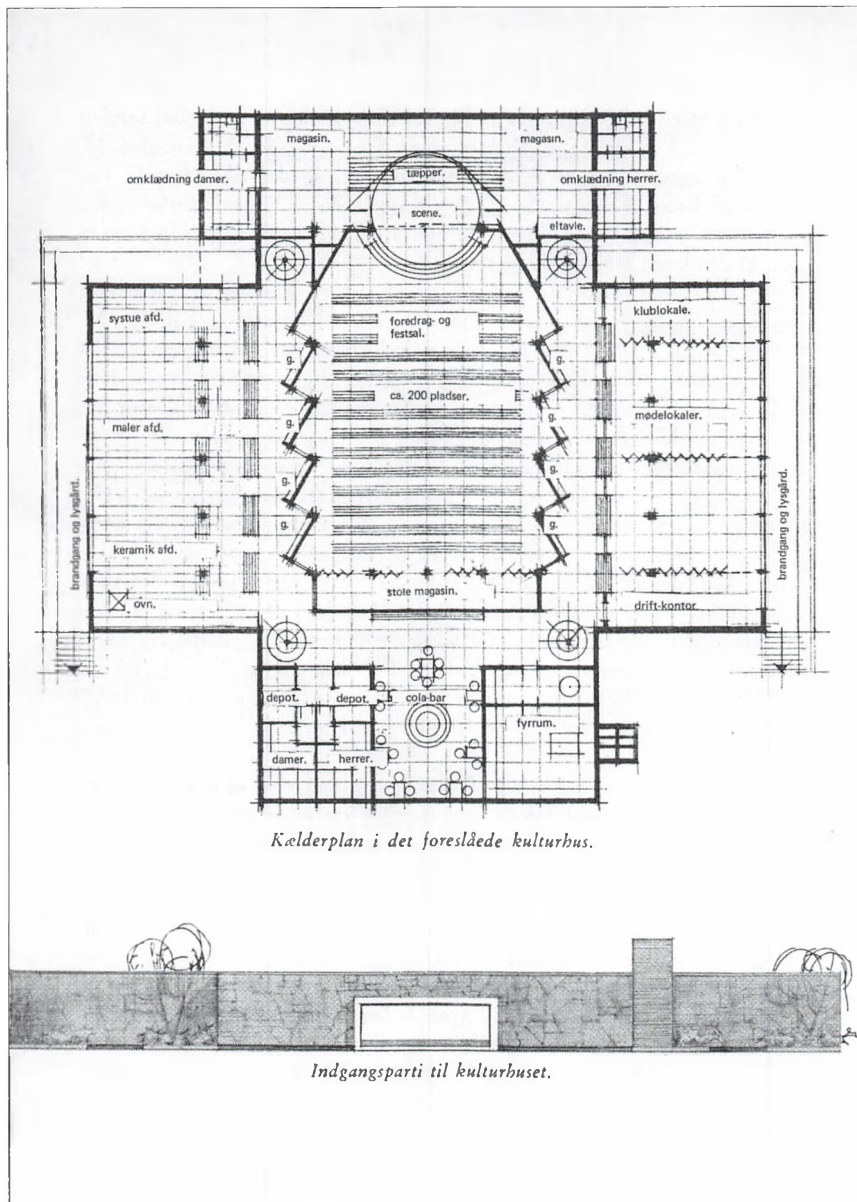 magasin.
magasin.
omklædning damer.
tæpper.
omklædning herrer.
scene.
eltavle.
systue afd.
foredrag- og
festsal.
klublokale.
g.
g.
ca. 200 pladser.
maler afd.
g.
g.
mødelokaler.
g.
g.
brandgang og lysgård.
brandgang og lysgård.
keramik afd.
g.
g.
ovn.
stole magasin.
drift-kontor.
depot.
depot.
cola-bar
fyrrum.
damer.
herrer.
Kælderplan i det foreslåede kulturhus.
Indgangsparti til kulturhuset.